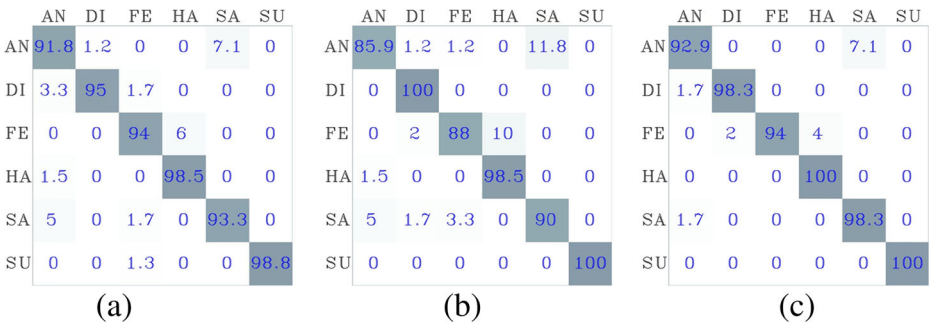 AN DI FE HA SA SU AN DI FE HA SA SU AN DI FE HA SA SU
AN 91.8 1.2 0 0 7.1 0 AN 85.9 1.2 1.2 0 11.8 0 AN 92.9 0 0 0 7.1 0
DI 3.3 95 1.7 0 0 0 DI 0 100 0 0 0 0 DI 1.7 98.3 0 0 0 0
FE 0 0 94 6 0 0 FE 0 2 88 10 0 0 FE 0 2 94 4 0 0
HA 1.5 0 0 98.5 0 0 HA 1.5 0 0 98.5 0 0 HA 0 0 0 100 0 0
SA 5 0 1.7 0 93.3 0 SA 5 1.7 3.3 0 90 0 SA 1.7 0 0 0 98.3 0
SU 0 0 1.3 0 0 98.8 SU 0 0 0 0 0 100 SU 0 0 0 0 0 100
(a) (b) (c)